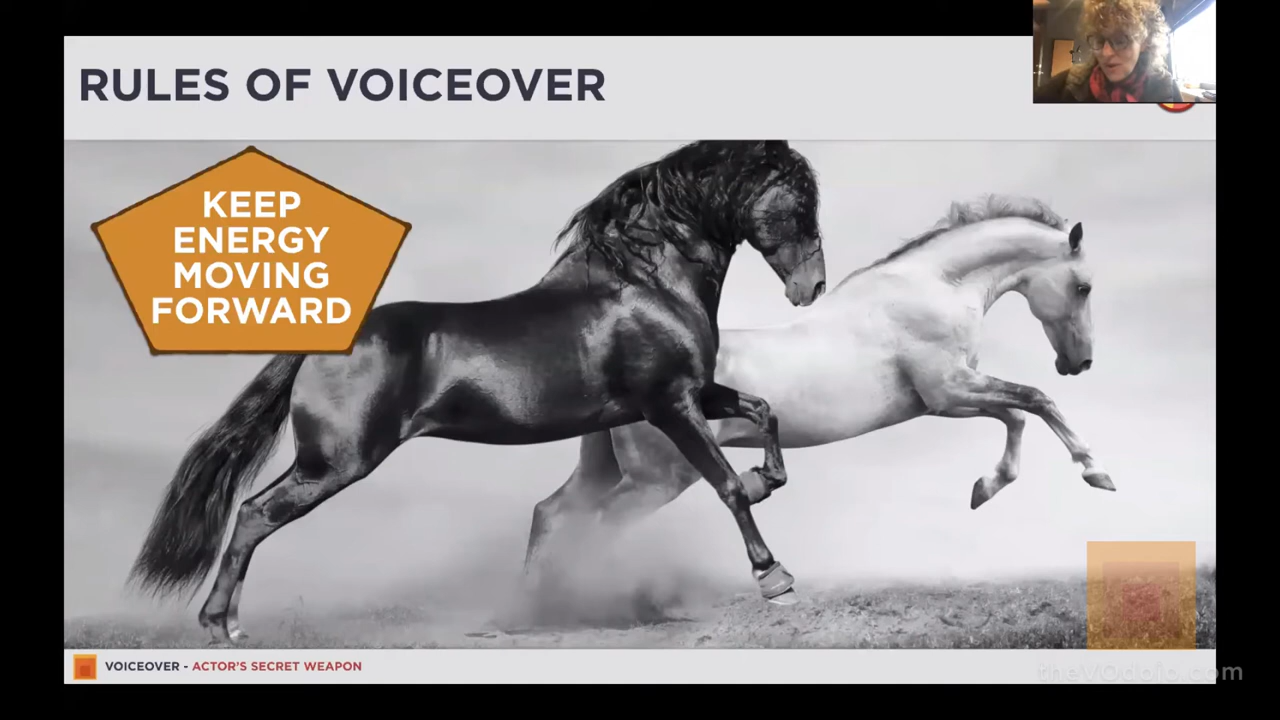 RULES OF VOICEOVER
KEEP
ENERGY
MOVING
FORWARD
VOICEOVER - ACTOR'S SECRET WEAPON
theVOdojo.com